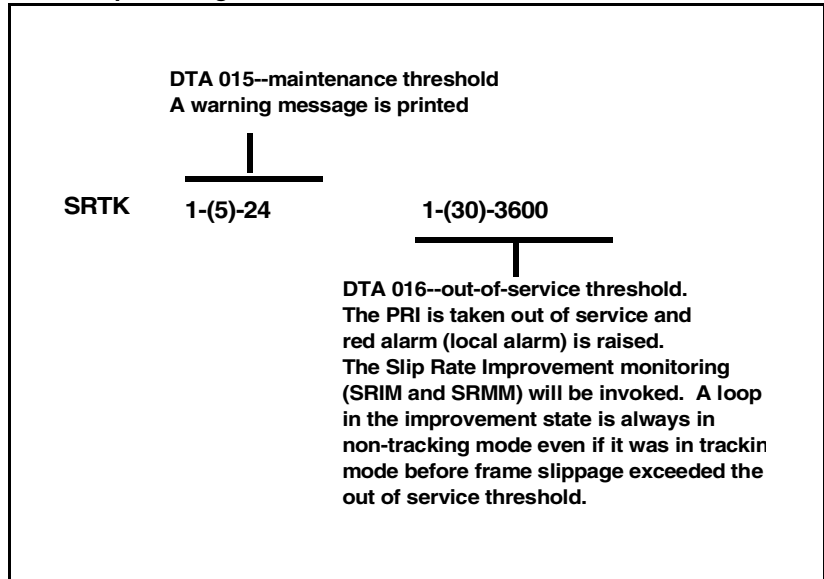 DTA 015--maintenance threshold
A warning message is printed
SRTK 1-(5)-24 1-(30)-3600
DTA 016--out-of-service threshold.
The PRI is taken out of service and
red alarm (local alarm) is raised.
The Slip Rate Improvement monitoring
(SRIM and SRMM) will be invoked. A loop
in the improvement state is always in
non-tracking mode even if it was in trackin
mode before frame slippage exceeded the
out of service threshold.